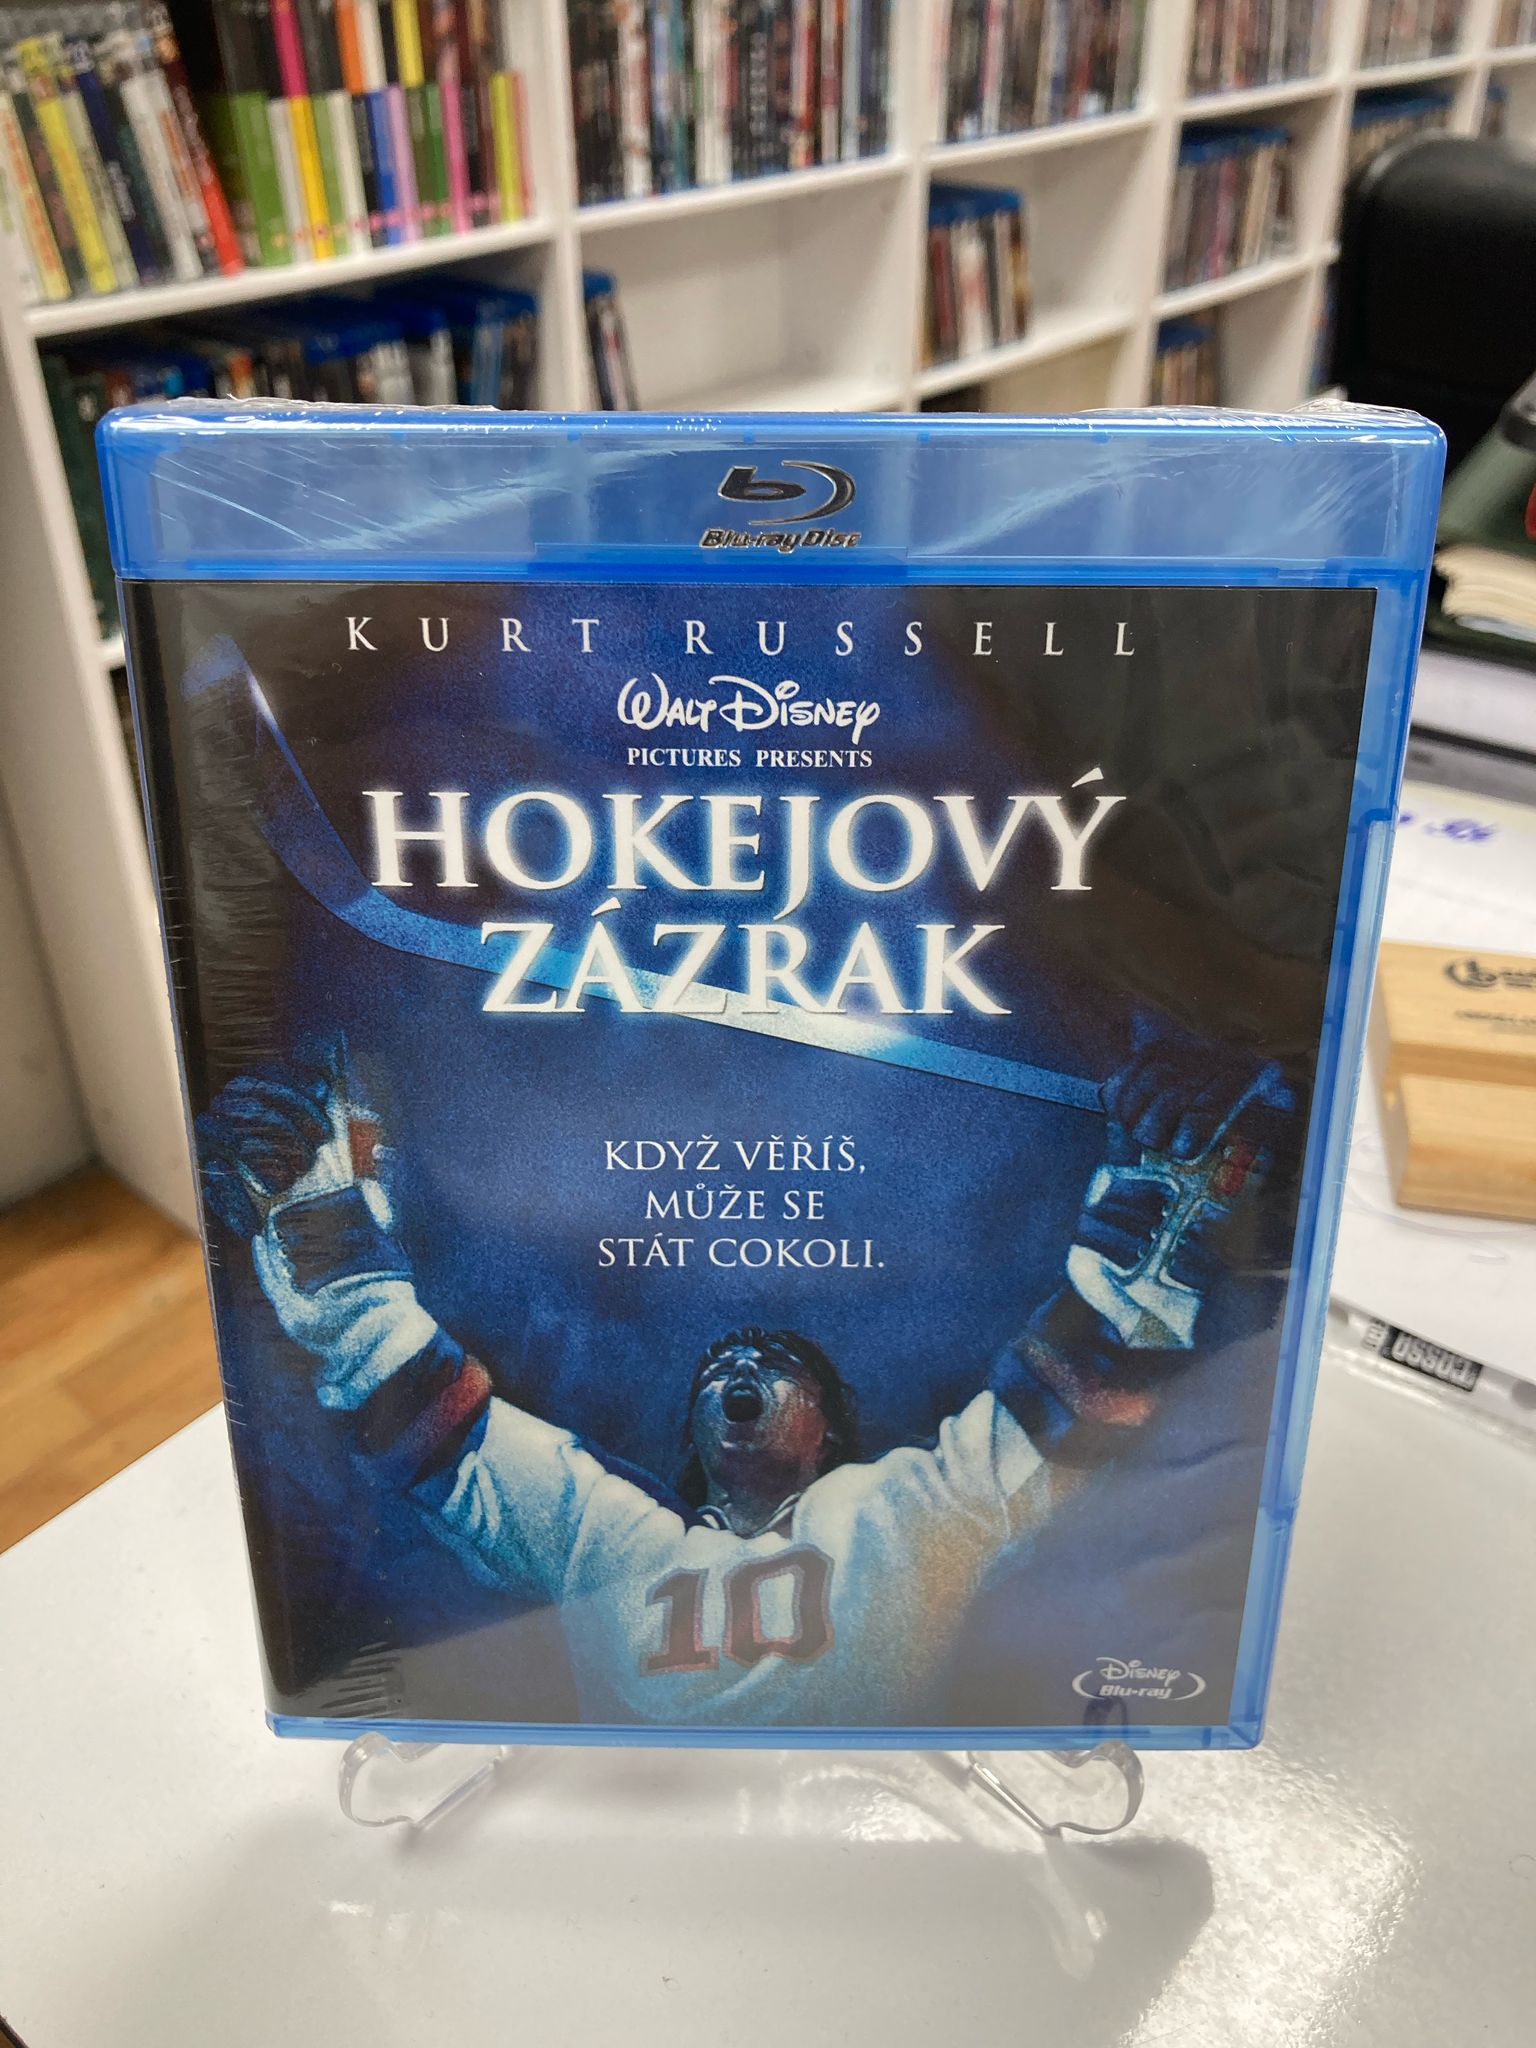 Blu-ray Disc
KURT RUSSELL
WALT DISNEY
PICTURES PRESENTS
HOKEJOVÝ
ZÁZRAK
KDYŽ VĚŘÍŠ,
MŮŽE SE
STÁT COKOLI.
10
DISNEY
Blu-ray